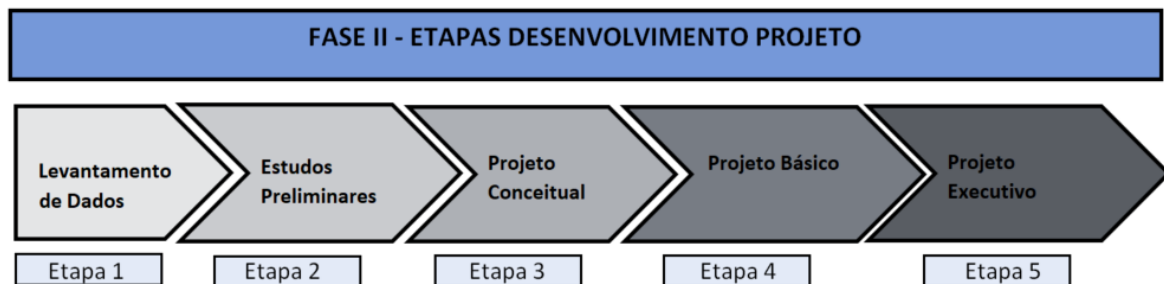 FASE II - ETAPAS DESENVOLVIMENTO PROJETO
Levantamento
de Dados
Estudos
Preliminares
Projeto
Conceitual
Projeto Básico
Projeto
Executivo
Etapa 1
Etapa 2
Etapa 3
Etapa 4
Etapa 5